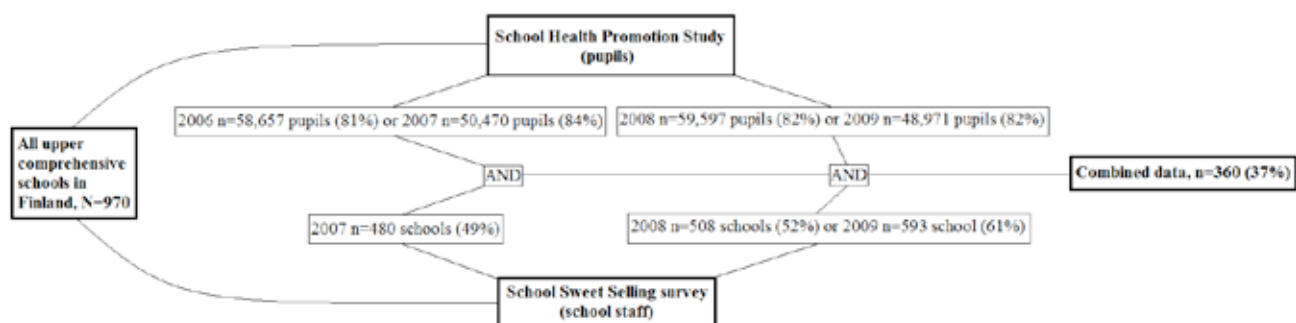 School Health Promotion Study
(pupils)
2006 n=58,657 pupils (81%) or 2007 n=50,470 pupils (84%)
2008 n=59,597 pupils (82%) or 2009 n=48,971 pupils (82%)
All upper
comprehensive
schools in
Finland, N=970
AND
AND
Combined data, n=360 (37%)
2007 n=480 schools (49%)
2008 n=508 schools (52%) or 2009 n=593 school (61%)
School Sweet Selling survey
(school staff)